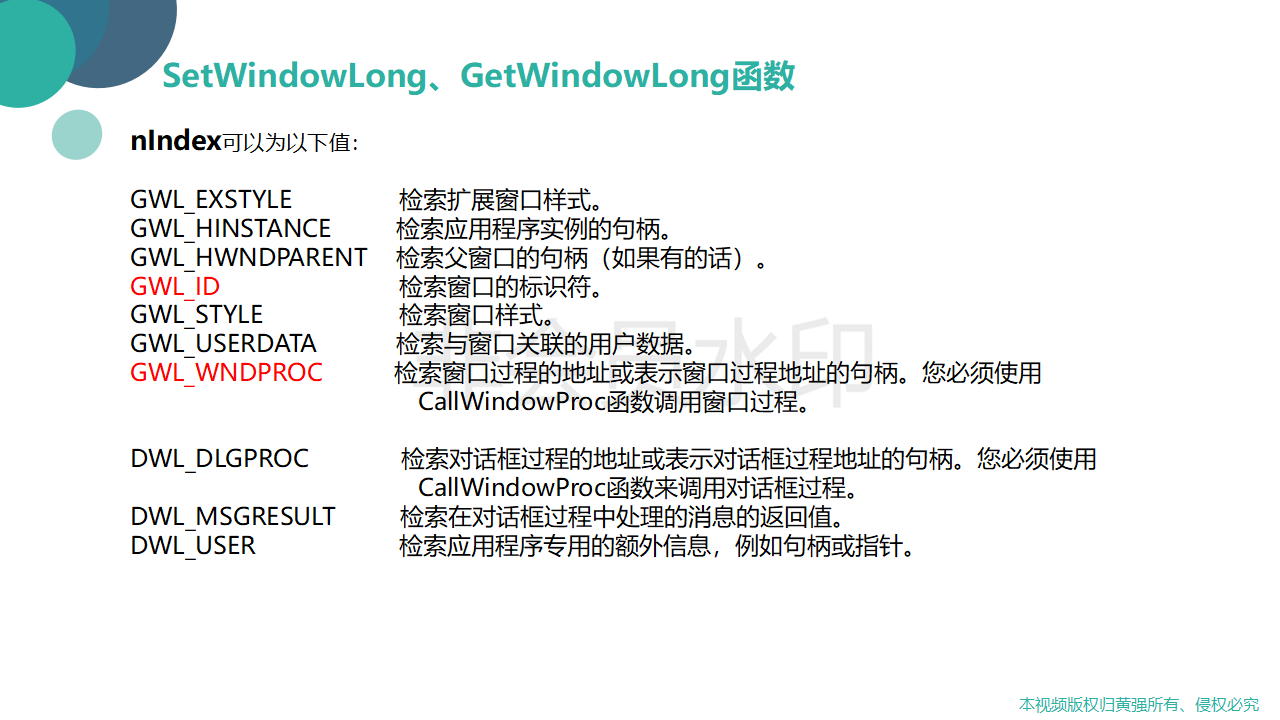 SetWindowLong、GetWindowLong函数
nIndex可以为以下值：
GWL_EXSTYLE 检索扩展窗口样式。
GWL_HINSTANCE 检索应用程序实例的句柄。
GWL_HWNDPARENT 检索父窗口的句柄（如果有的话）。
GWL_ID 检索窗口的标识符。
GWL_STYLE 检索窗口样式。
GWL_USERDATA 检索与窗口关联的用户数据。
GWL_WNDPROC 检索窗口过程的地址或表示窗口过程地址的句柄。您必须使用
CallWindowProc函数调用窗口过程。
非会员水印
DWL_DLGPROC 检索对话框过程的地址或表示对话框过程地址的句柄。您必须使用
CallWindowProc函数来调用对话框过程。
DWL_MSGRESULT 检索在对话框过程中处理的消息的返回值。
DWL_USER 检索应用程序专用的额外信息，例如句柄或指针。
本视频版权归黄强所有、侵权必究